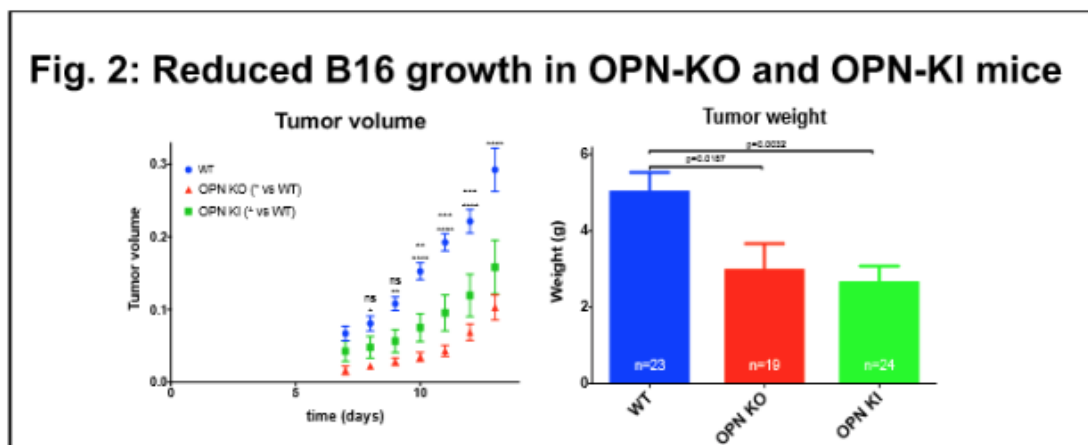 Fig. 2: Reduced B16 growth in OPN-KO and OPN-KI mice
Tumor volume
Tumor volume
0.3
0.2
0.1
0.0
0
5
10
time (days)
WT
OPN KO (* vs WT)
OPN KI (+ vs WT)
ns
ns
Tumor weight
p=0.0032
p=0.0187
Weight (g)
6
4
2
0
n=23
n=19
n=24
WT
OPN KO
OPN KI